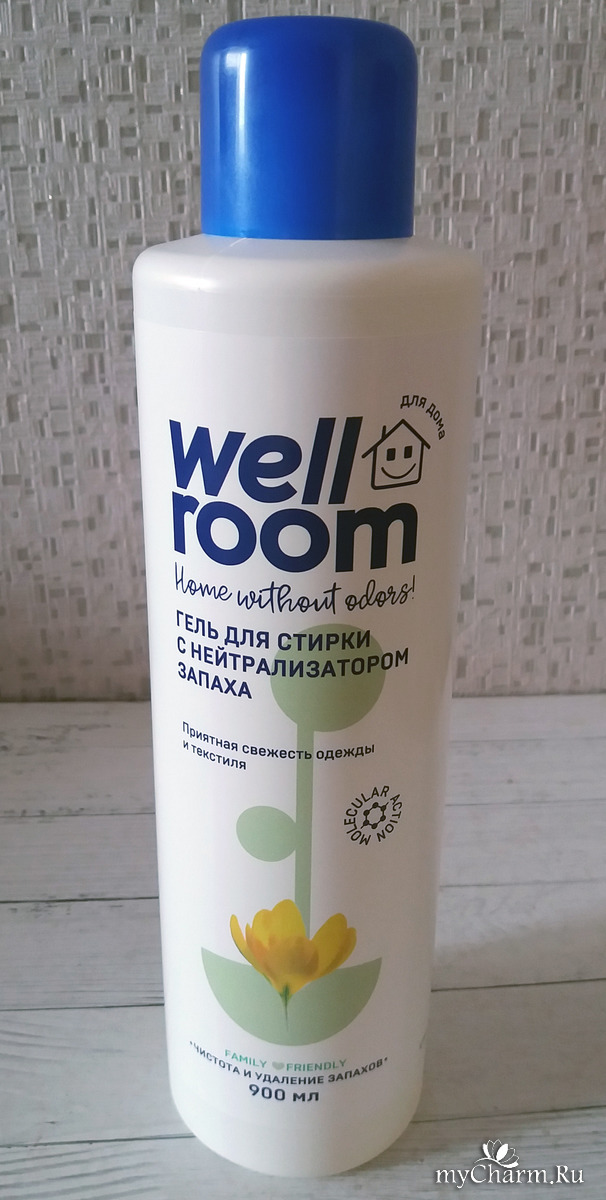 для дома
well
room
Home without odors!
ГЕЛЬ ДЛЯ СТИРКИ
С НЕЙТРАЛИЗАТОРОМ
ЗАПАХА
Приятная свежесть одежды
и текстиля
MOLECULAR ACTION
FAMILY FRIENDLY
•ЧИСТОТА И УДАЛЕНИЕ ЗАПАХОВ•
900 мл
myCharm.Ru